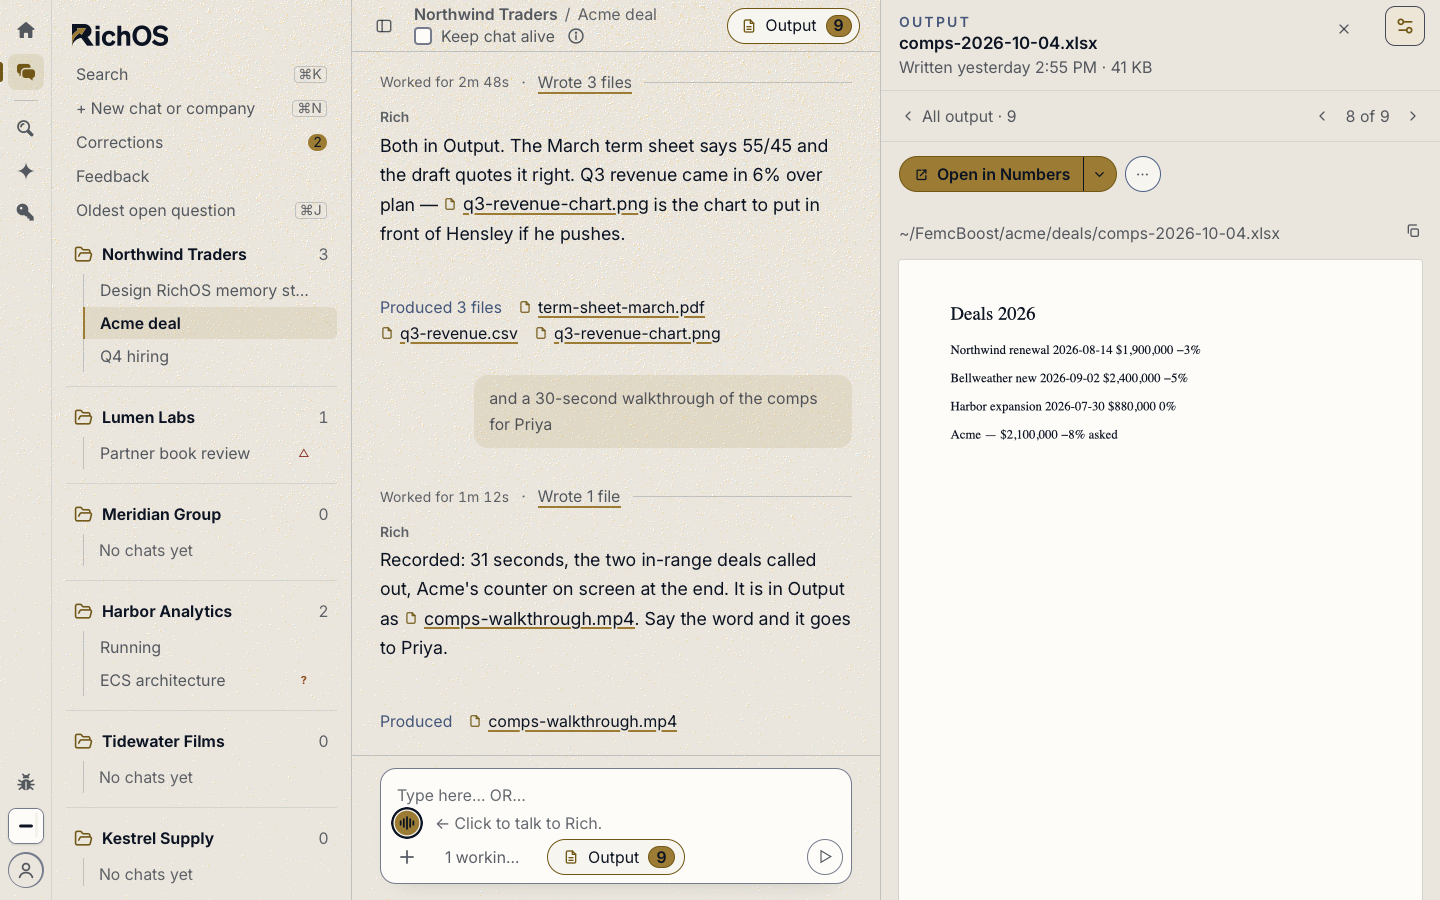 RichOS
Search ⌘K
+ New chat or company ⌘N
Corrections 2
Feedback
Oldest open question ⌘J
Northwind Traders 3
Design RichOS memory st...
Acme deal
Q4 hiring
Lumen Labs 1
Partner book review
Meridian Group 0
No chats yet
Harbor Analytics 2
Running
ECS architecture ?
Tidewater Films 0
No chats yet
Kestrel Supply 0
No chats yet
Northwind Traders / Acme deal
Keep chat alive
Output 9
Worked for 2m 48s · Wrote 3 files
Rich
Both in Output. The March term sheet says 55/45 and
the draft quotes it right. Q3 revenue came in 6% over
plan — q3-revenue-chart.png is the chart to put in
front of Hensley if he pushes.
Produced 3 files term-sheet-march.pdf
q3-revenue.csv q3-revenue-chart.png
and a 30-second walkthrough of the comps
for Priya
Worked for 1m 12s · Wrote 1 file
Rich
Recorded: 31 seconds, the two in-range deals called
out, Acme's counter on screen at the end. It is in Output
as comps-walkthrough.mp4. Say the word and it goes
to Priya.
Produced comps-walkthrough.mp4
Type here... OR...
← Click to talk to Rich.
1 workin... Output 9
OUTPUT
comps-2026-10-04.xlsx
Written yesterday 2:55 PM · 41 KB
All output · 9 8 of 9
Open in Numbers
~/FemcBoost/acme/deals/comps-2026-10-04.xlsx
Deals 2026
Northwind renewal 2026-08-14 $1,900,000 −3%
Bellweather new 2026-09-02 $2,400,000 −5%
Harbor expansion 2026-07-30 $880,000 0%
Acme — $2,100,000 −8% asked